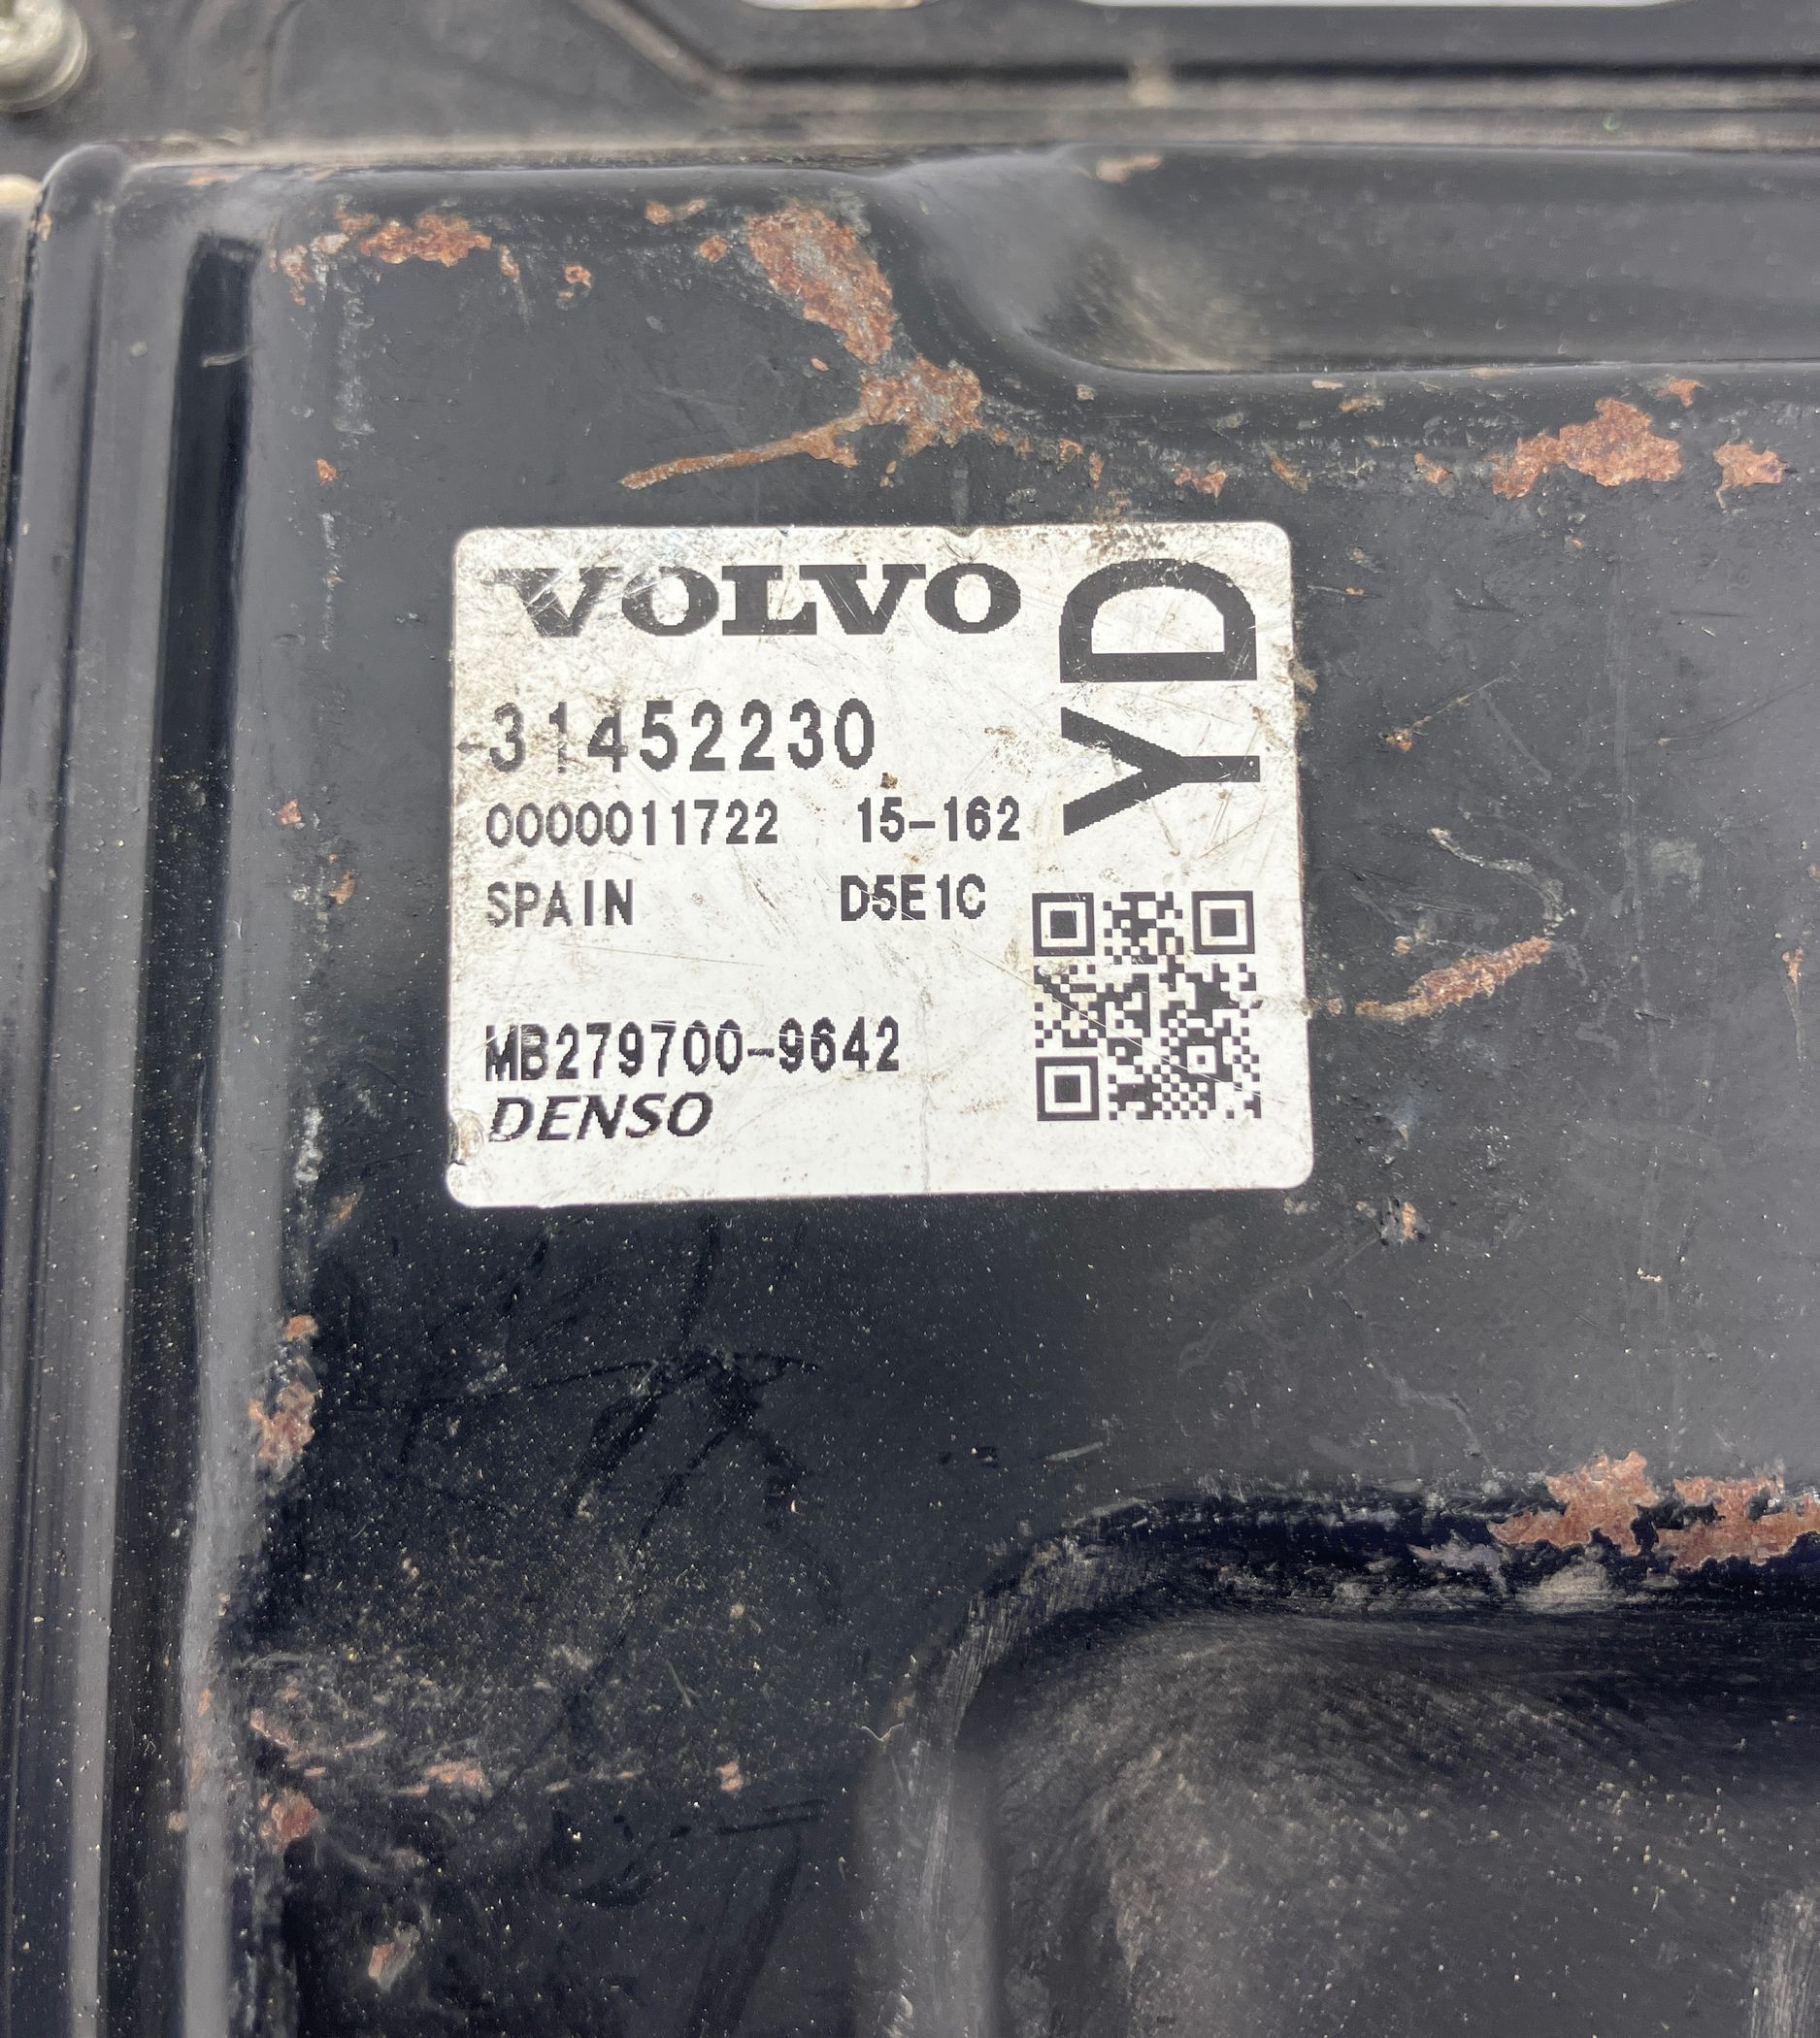 VOLVO
31452230
0000011722 15-162
SPAIN D5E1C
MB279700-9642
DENSO
YD